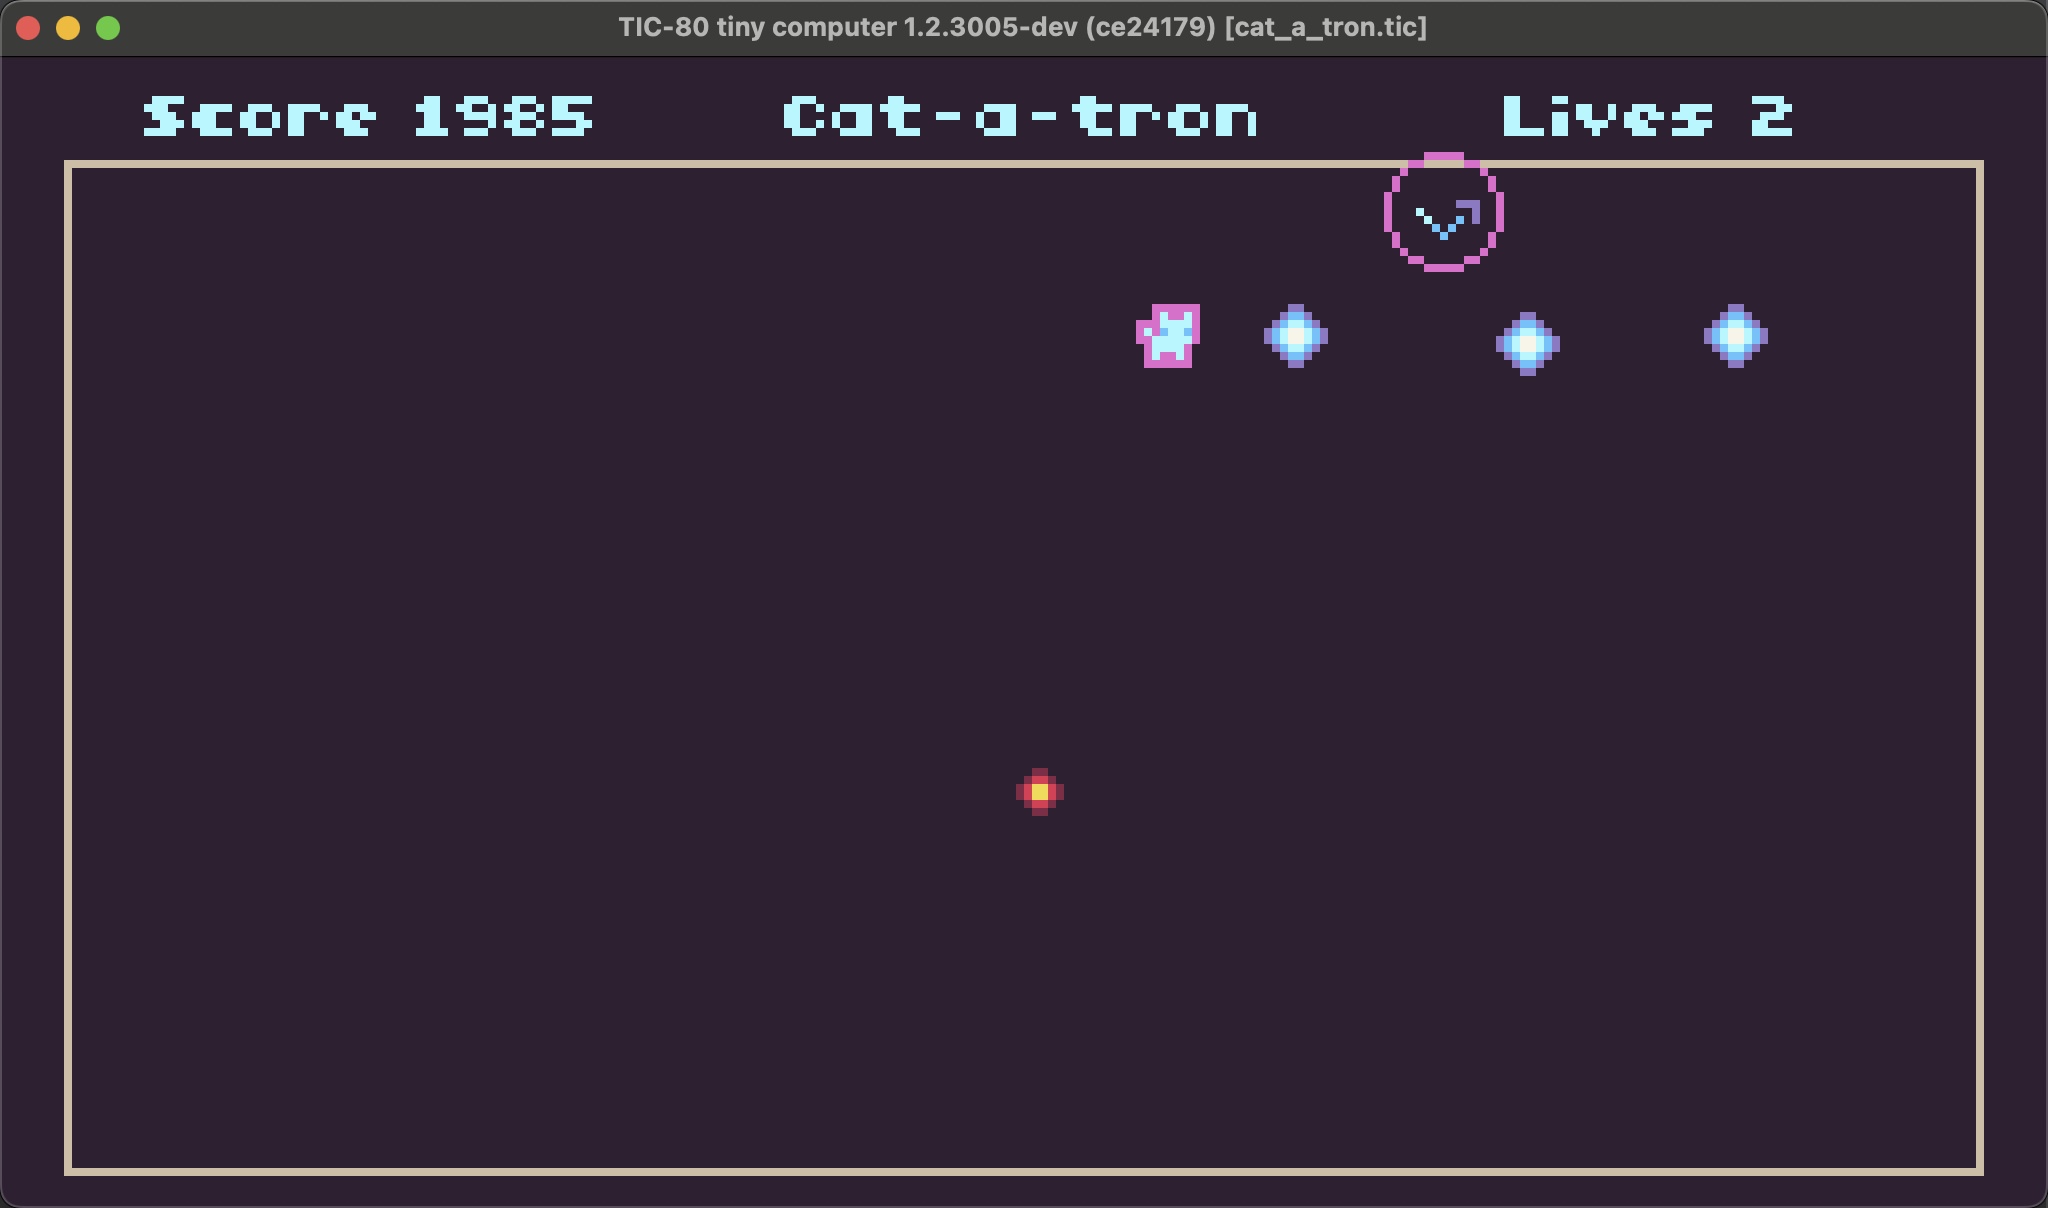 TIC-80 tiny computer 1.2.3005-dev (ce24179) [cat_a_tron.tic]
Score 1985 Cat-a-tron Lives 2